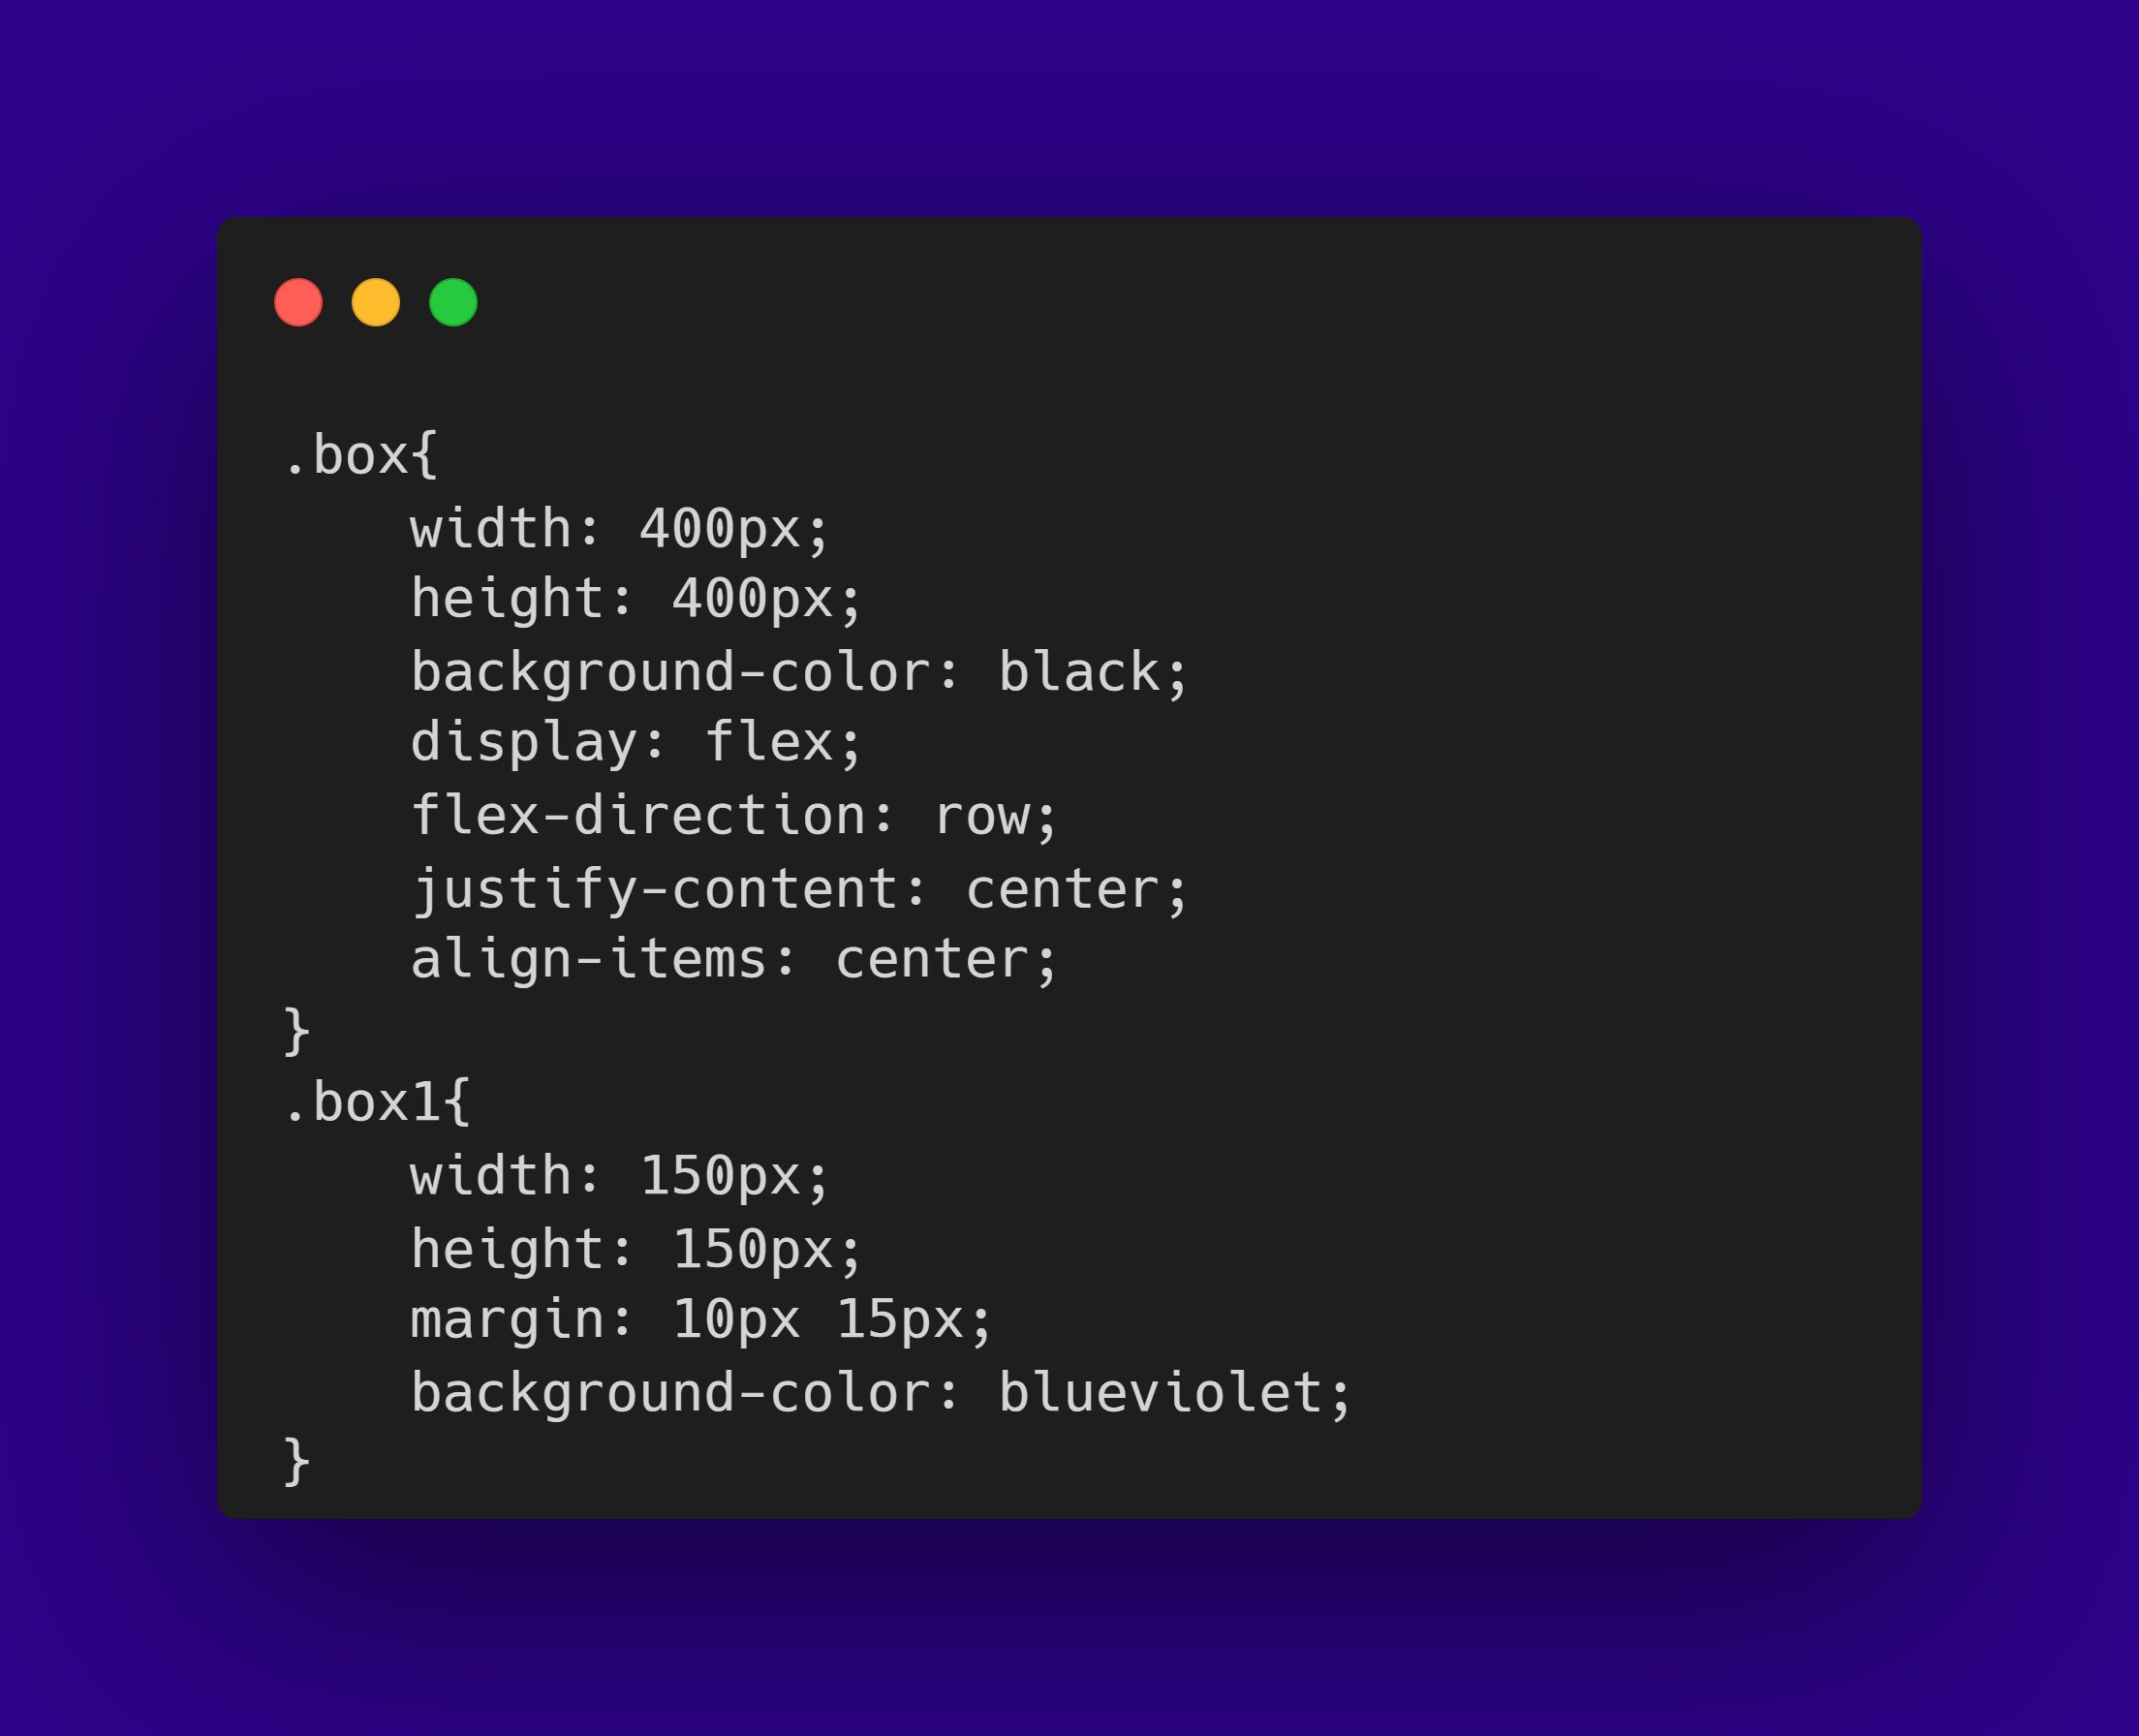 .box{
    width: 400px;
    height: 400px;
    background-color: black;
    display: flex;
    flex-direction: row;
    justify-content: center;
    align-items: center;
}
.box1{
    width: 150px;
    height: 150px;
    margin: 10px 15px;
    background-color: blueviolet;
}